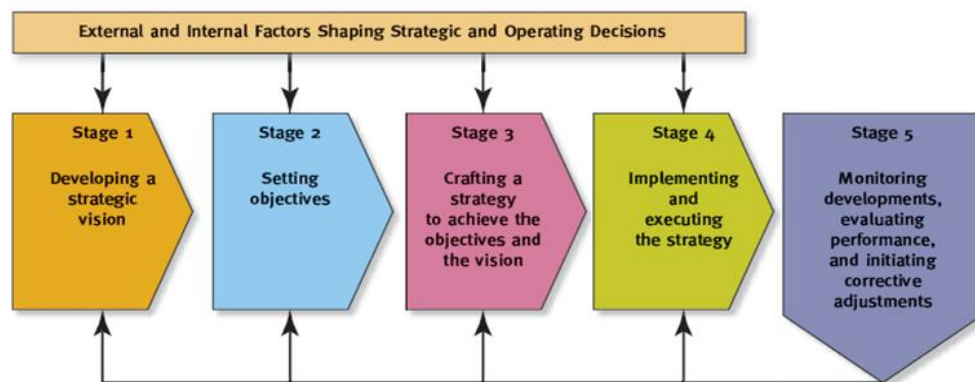 External and Internal Factors Shaping Strategic and Operating Decisions
Stage 1
Developing a
strategic
vision
Stage 2
Setting
objectives
Stage 3
Crafting a
strategy
to achieve the
objectives and
the vision
Stage 4
Implementing
and
executing
the strategy
Stage 5
Monitoring
developments,
evaluating
performance,
and initiating
corrective
adjustments